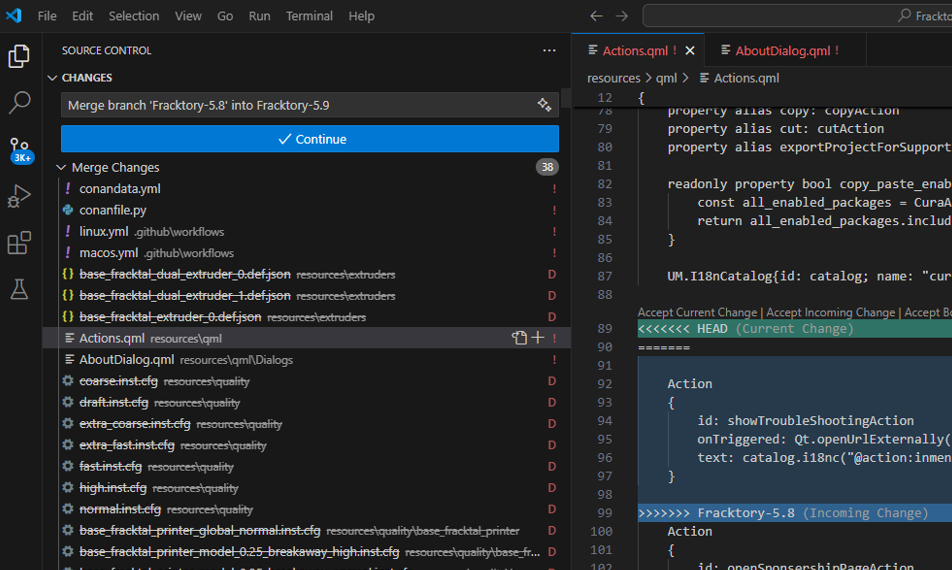 File Edit Selection View Go Run Terminal Help
Frackto
SOURCE CONTROL
CHANGES
Merge branch 'Fracktory-5.8' into Fracktory-5.9
Continue
3K+
Merge Changes 38
! conandata.yml !
conanfile.py !
! linux.yml .github\workflows !
! macos.yml .github\workflows !
{} base_fracktal_dual_extruder_0.def.json resources\extruders D
{} base_fracktal_dual_extruder_1.def.json resources\extruders D
{} base_fracktal_extruder_0.def.json resources\extruders D
Actions.qml resources\qml !
AboutDialog.qml resources\qml\Dialogs !
coarse.inst.cfg resources\quality D
draft.inst.cfg resources\quality D
extra_coarse.inst.cfg resources\quality D
extra_fast.inst.cfg resources\quality D
fast.inst.cfg resources\quality D
high.inst.cfg resources\quality D
normal.inst.cfg resources\quality D
base_fracktal_printer_global_normal.inst.cfg resources\quality\base_fracktal_printer D
base_fracktal_printer_model_0.25_breakaway_high.inst.cfg resources\quality\base_fr... D
Actions.qml ! AboutDialog.qml !
resources > qml > Actions.qml
12 {
78 property alias copy: copyAction
79 property alias cut: cutAction
80 property alias exportProjectForSupport
81
82 readonly property bool copy_paste_enab
83 const all_enabled_packages = CuraA
84 return all_enabled_packages.includ
85 }
86
87 UM.I18nCatalog{id: catalog; name: "cur
88
Accept Current Change | Accept Incoming Change | Accept Bo
89 <<<<<<< HEAD (Current Change)
90 =======
91
92 Action
93 {
94 id: showTroubleShootingAction
95 onTriggered: Qt.openUrlExternally(
96 text: catalog.i18nc("@action:inmen
97 }
98
99 >>>>>>> Fracktory-5.8 (Incoming Change)
100 Action
101 {
102 id: openSponsershipPageAction